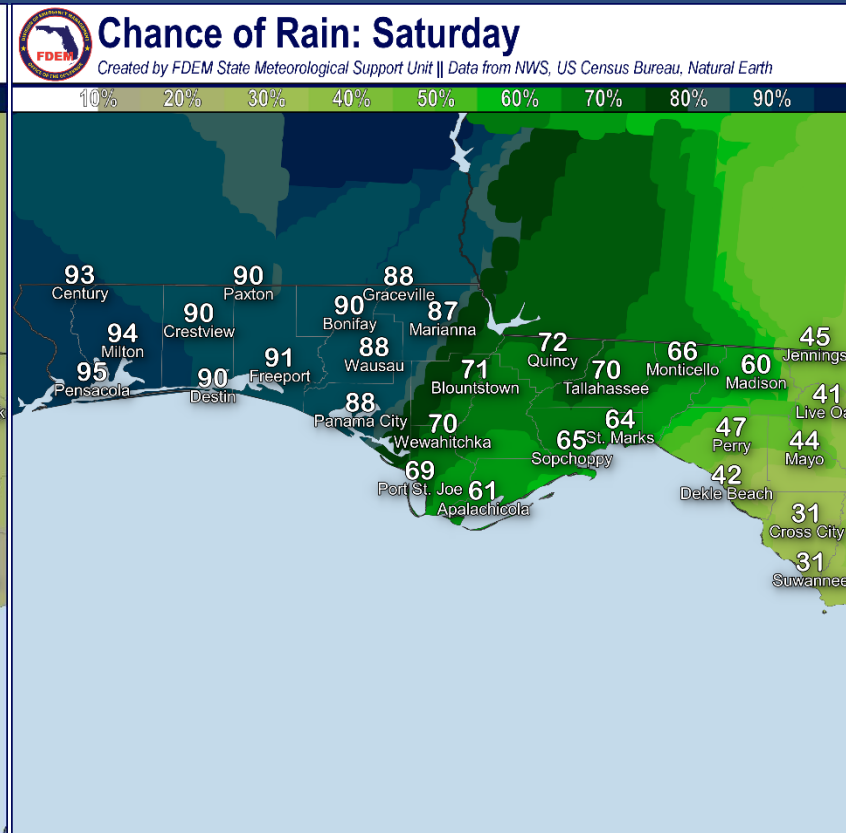 Chance of Rain: Saturday
FDEM
Created by FDEM State Meteorological Support Unit || Data from NWS, US Census Bureau, Natural Earth
10% 20% 30% 40% 50% 60% 70% 80% 90%
93
Century
90
Paxton
88
Graceville
90
Crestview
90
Bonifay
87
Marianna
94
Milton
88
Wausau
72
Quincy
66
Monticello
45
Jennings
95
Pensacola
90
Destin
91
Freeport
71
Blountstown
70
Tallahassee
60
Madison
88
Panama City
41
Live Oa
70
Wewahitchka
65
Sopchoppy
64
St. Marks
47
Perry
44
Mayo
69
Port St. Joe
61
Apalachicola
42
Dekle Beach
31
Cross City
31
Suwannee